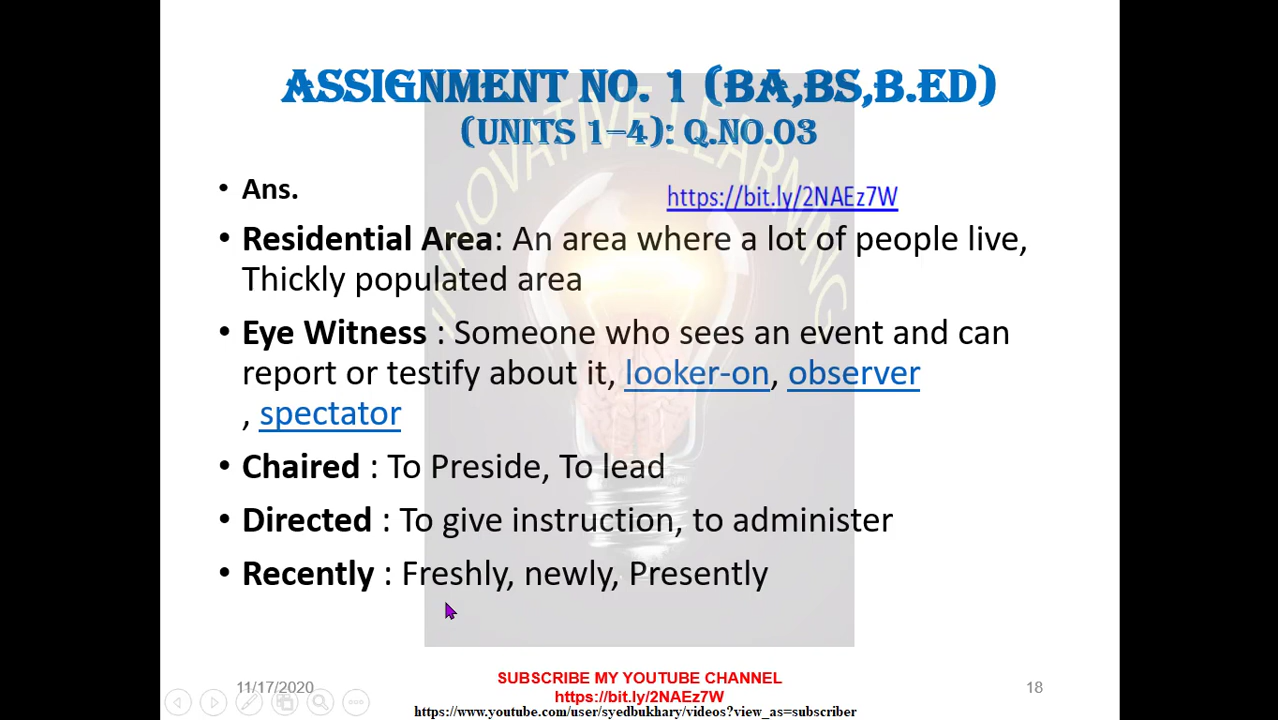 ASSIGNMENT NO. 1 (BA,BS,B.ED)
(UNITS 1–4): Q.NO.03
• Ans.
https://bit.ly/2NAEz7W
• Residential Area: An area where a lot of people live,
Thickly populated area
• Eye Witness : Someone who sees an event and can
report or testify about it, looker-on, observer
, spectator
• Chaired : To Preside, To lead
• Directed : To give instruction, to administer
• Recently : Freshly, newly, Presently
INNOVATIVE LEARNING
11/17/2020
SUBSCRIBE MY YOUTUBE CHANNEL
https://bit.ly/2NAEz7W
https://www.youtube.com/user/syedbukhary/videos?view_as=subscriber
18